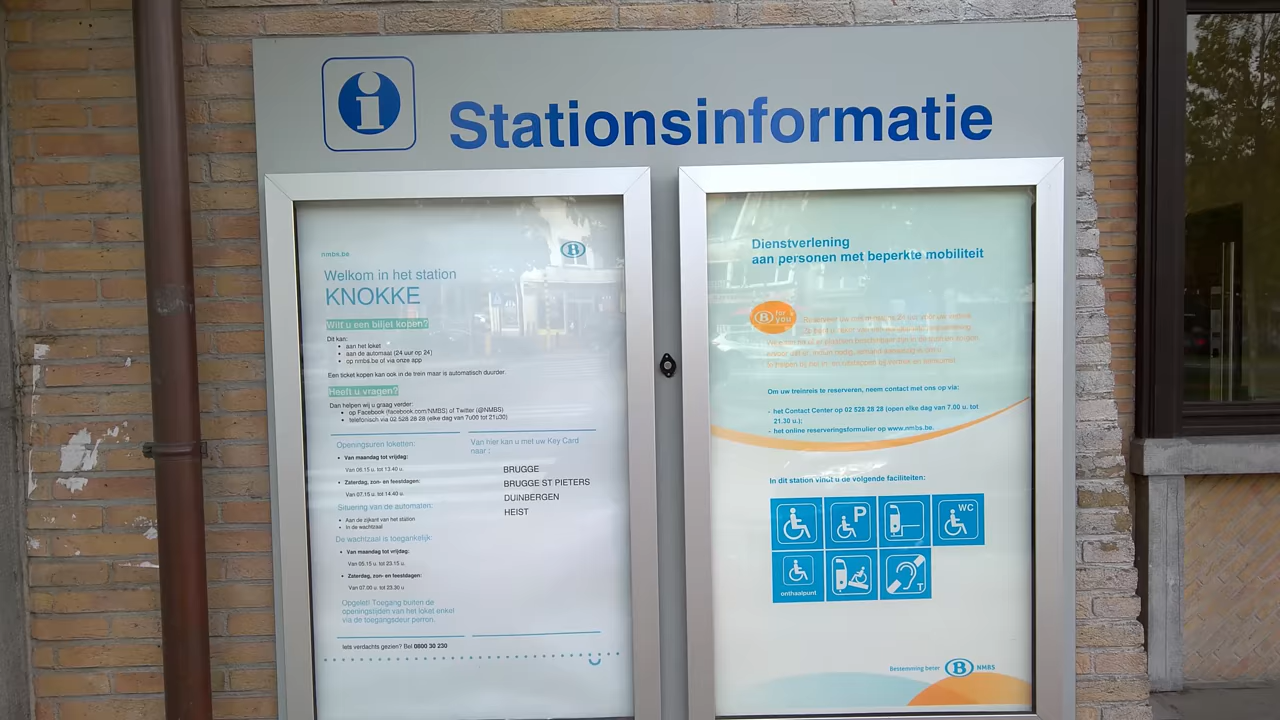 i
Stationsinformatie
nmbs.be
B
Welkom in het station
KNOKKE
Wilt u een biljet kopen?
Dit kan:
• aan het loket
• aan de automaat (24 uur op 24)
• op nmbs.be of via onze app
Een ticket kopen kan ook in de trein maar is automatisch duurder.
Heeft u vragen?
Dan helpen wij u graag verder:
• op Facebook (facebook.com/NMBS) of Twitter (@NMBS)
• telefonisch via 02 528 28 28 (elke dag van 7u00 tot 21u30)
Openingsuren loketten:
• Van maandag tot vrijdag:
Van 06.15 u. tot 13.40 u.
• Zaterdag, zon- en feestdagen:
Van 07.15 u. tot 14.40 u.
Situering van de automaten:
• Aan de zijkant van het station
• In de wachtzaal
De wachtzaal is toegankelijk:
• Van maandag tot vrijdag:
Van 05.15 u. tot 23.15 u.
• Zaterdag, zon- en feestdagen:
Van 07.00 u. tot 23.30 u.
Opgelet! Toegang buiten de
openingstijden van het loket enkel
via de toegangsdeur perron.
Van hier kan u met uw Key Card
naar :
BRUGGE
BRUGGE ST PIETERS
DUINBERGEN
HEIST
Iets verdachts gezien? Bel 0800 30 230
Dienstverlening
aan personen met beperkte mobiliteit
B for you
Om uw treinreis te reserveren, neem contact met ons op via:
- het Contact Center op 02 528 28 28 (open elke dag van 7.00 u. tot
21.30 u.);
- het online reserveringsformulier op www.nmbs.be.
In dit station vindt u de volgende faciliteiten:
P
WC
onthaalpunt
T
Bestemming beter B NMBS